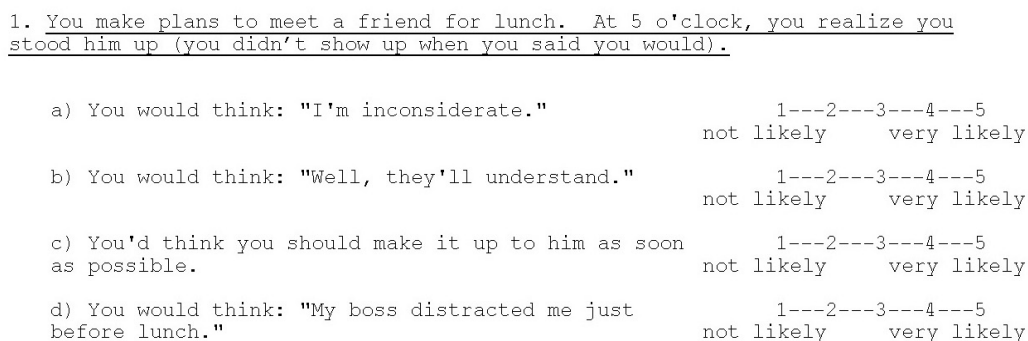 1. You make plans to meet a friend for lunch. At 5 o'clock, you realize you
stood him up (you didn't show up when you said you would).
a) You would think: "I'm inconsiderate." 1---2---3---4---5
not likely very likely
b) You would think: "Well, they'll understand." 1---2---3---4---5
not likely very likely
c) You'd think you should make it up to him as soon 1---2---3---4---5
as possible. not likely very likely
d) You would think: "My boss distracted me just 1---2---3---4---5
before lunch." not likely very likely